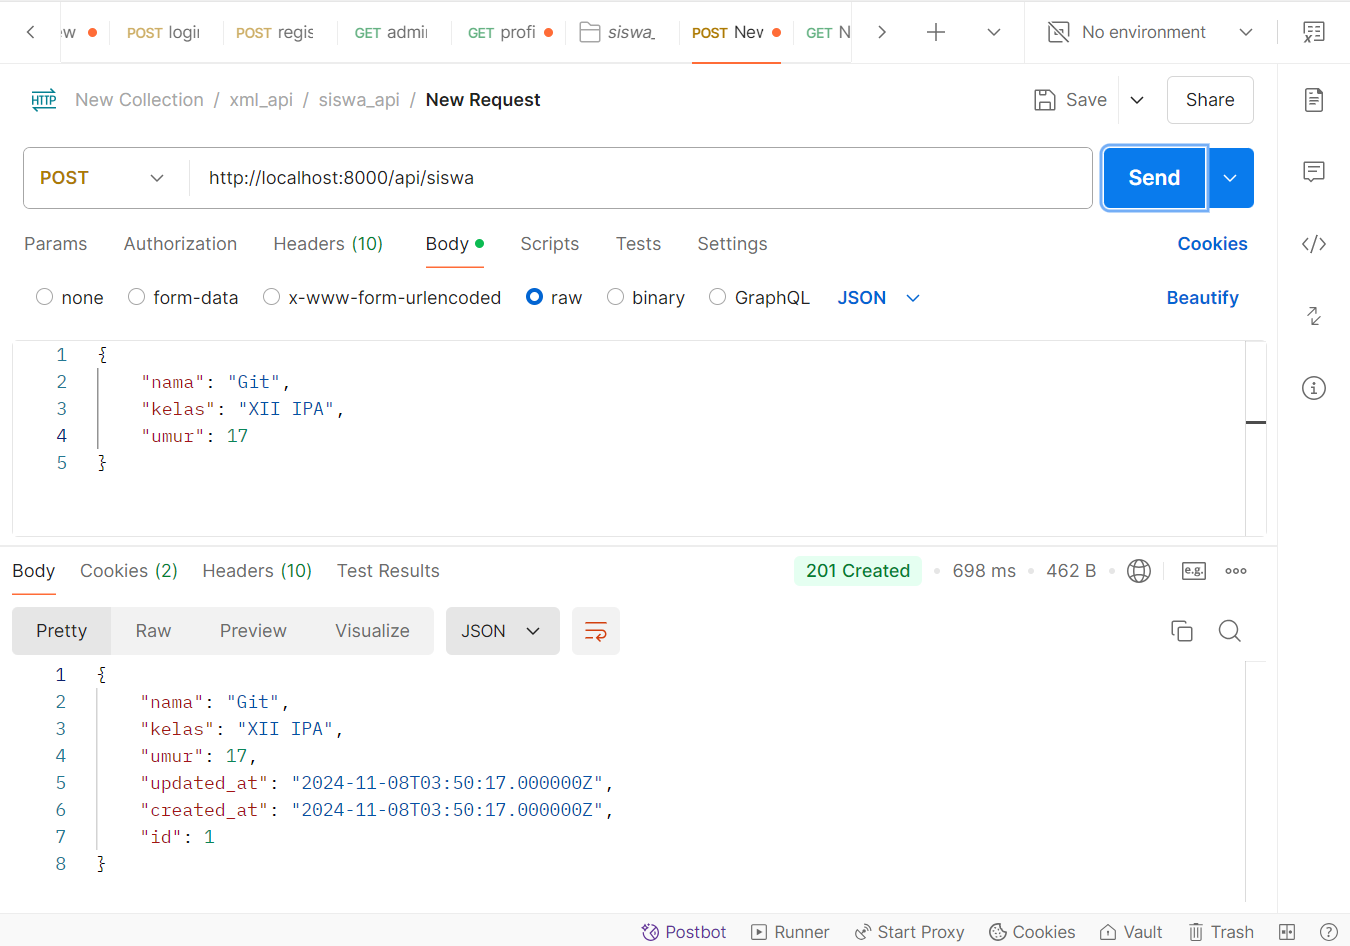 ew POST login POST regis GET admin GET profi siswa_ POST New GET N No environment
HTTP New Collection / xml_api / siswa_api / New Request Save Share
POST http://localhost:8000/api/siswa Send
Params Authorization Headers (10) Body Scripts Tests Settings Cookies
none form-data x-www-form-urlencoded raw binary GraphQL JSON Beautify
1 {
2 "nama": "Git",
3 "kelas": "XII IPA",
4 "umur": 17
5 }
Body Cookies (2) Headers (10) Test Results 201 Created 698 ms 462 B e.g.
Pretty Raw Preview Visualize JSON
1 {
2 "nama": "Git",
3 "kelas": "XII IPA",
4 "umur": 17,
5 "updated_at": "2024-11-08T03:50:17.000000Z",
6 "created_at": "2024-11-08T03:50:17.000000Z",
7 "id": 1
8 }
Postbot Runner Start Proxy Cookies Vault Trash